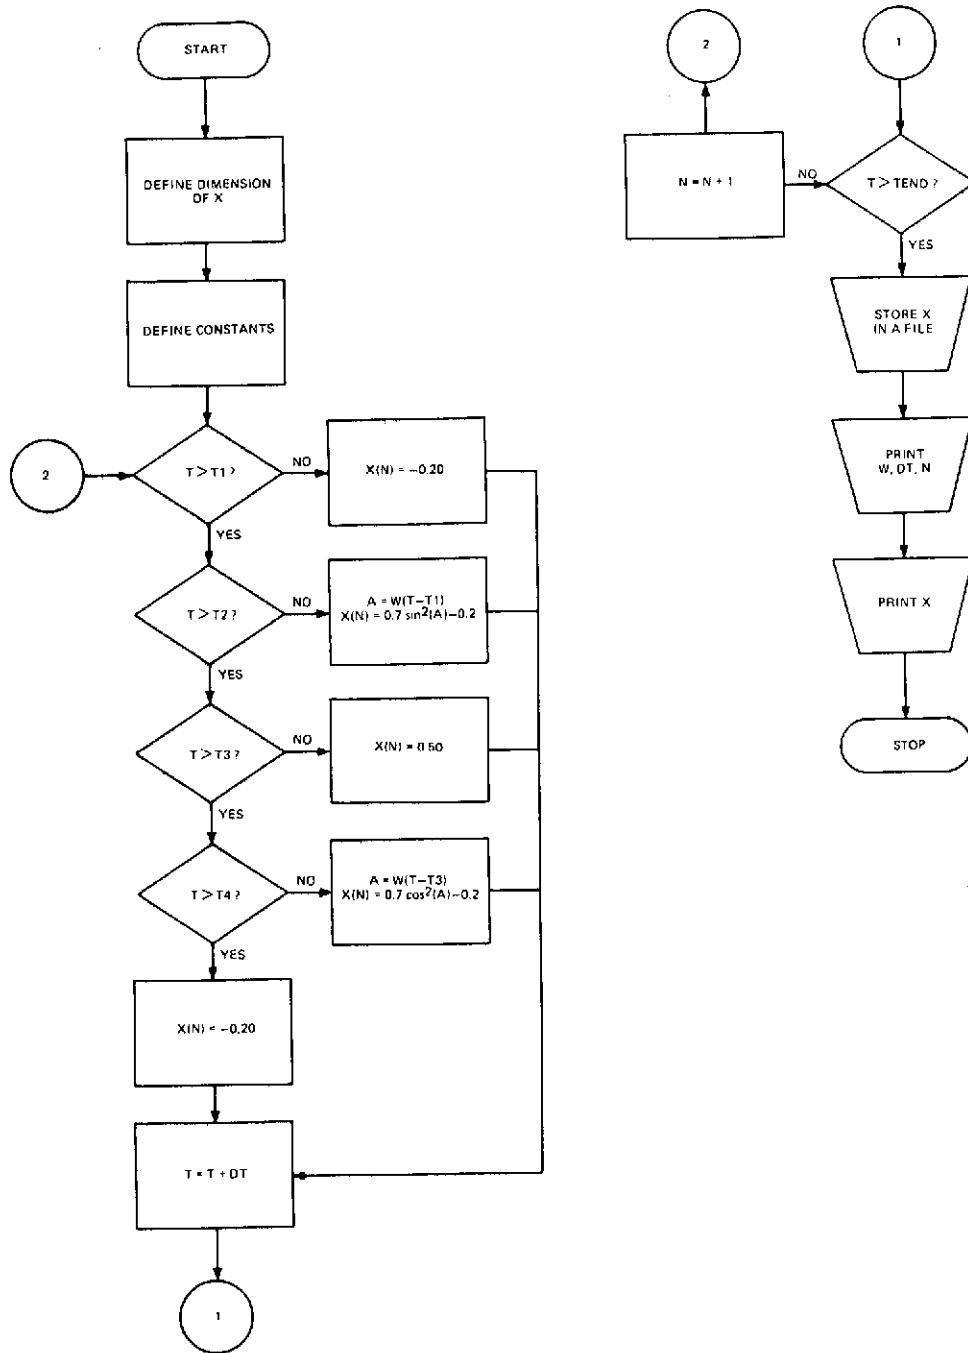 START
DEFINE DIMENSION
OF X
DEFINE CONSTANTS
2
T > T1 ?
NO
X(N) = -0.20
YES
T > T2 ?
NO
A = W(T-T1)
X(N) = 0.7 sin²(A)-0.2
YES
T > T3 ?
NO
X(N) = 0.50
YES
T > T4 ?
NO
A = W(T-T3)
X(N) = 0.7 cos²(A)-0.2
YES
X(N) = -0.20
T = T + DT
1
2
1
N = N + 1
NO
T > TEND ?
YES
STORE X
IN A FILE
PRINT
W, DT, N
PRINT X
STOP